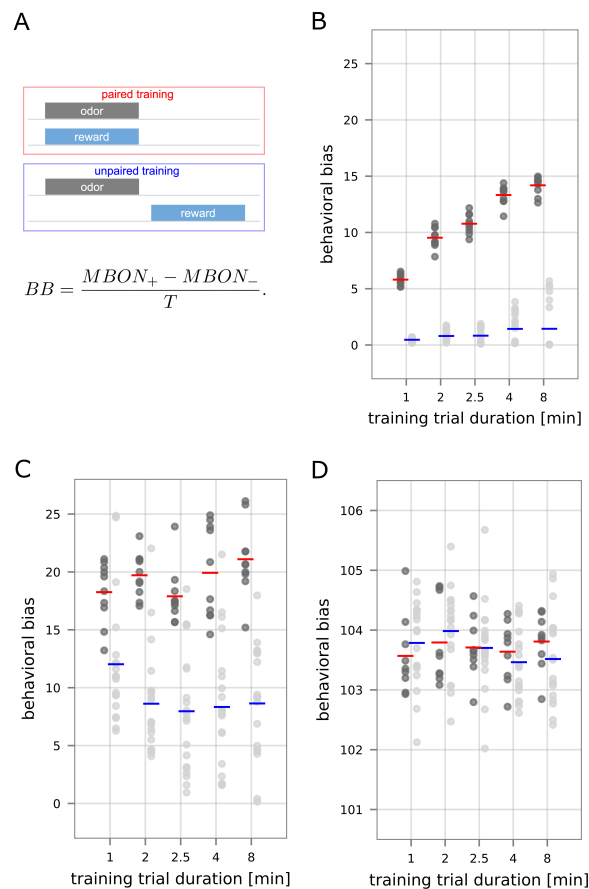 A
paired training
odor
reward
unpaired training
odor
reward
BB = \frac{MBON_+ - MBON_-}{T}.
B
behavioral bias
25
20
15
10
5
0
1 2 2.5 4 8
training trial duration [min]
C
behavioral bias
25
20
15
10
5
0
1 2 2.5 4 8
training trial duration [min]
D
behavioral bias
106
105
104
103
102
101
1 2 2.5 4 8
training trial duration [min]